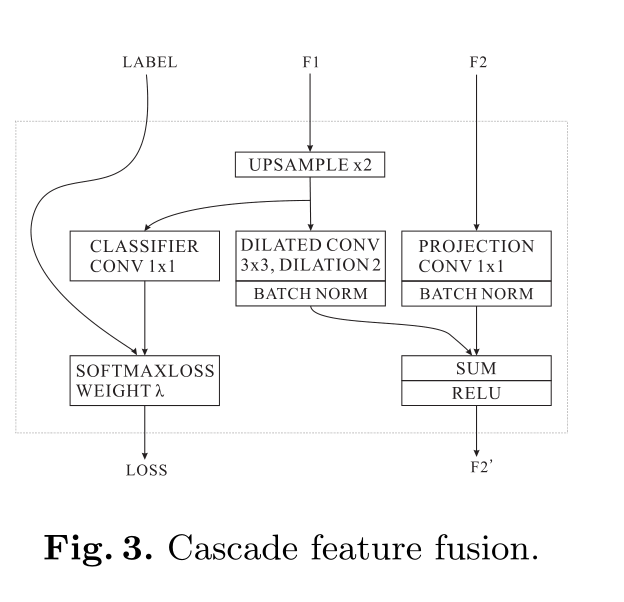 LABEL
F1
F2
UPSAMPLE x2
CLASSIFIER
CONV 1x1
DILATED CONV
3x3, DILATION 2
BATCH NORM
PROJECTION
CONV 1x1
BATCH NORM
SOFTMAXLOSS
WEIGHT λ
SUM
RELU
LOSS
F2’
Fig. 3. Cascade feature fusion.